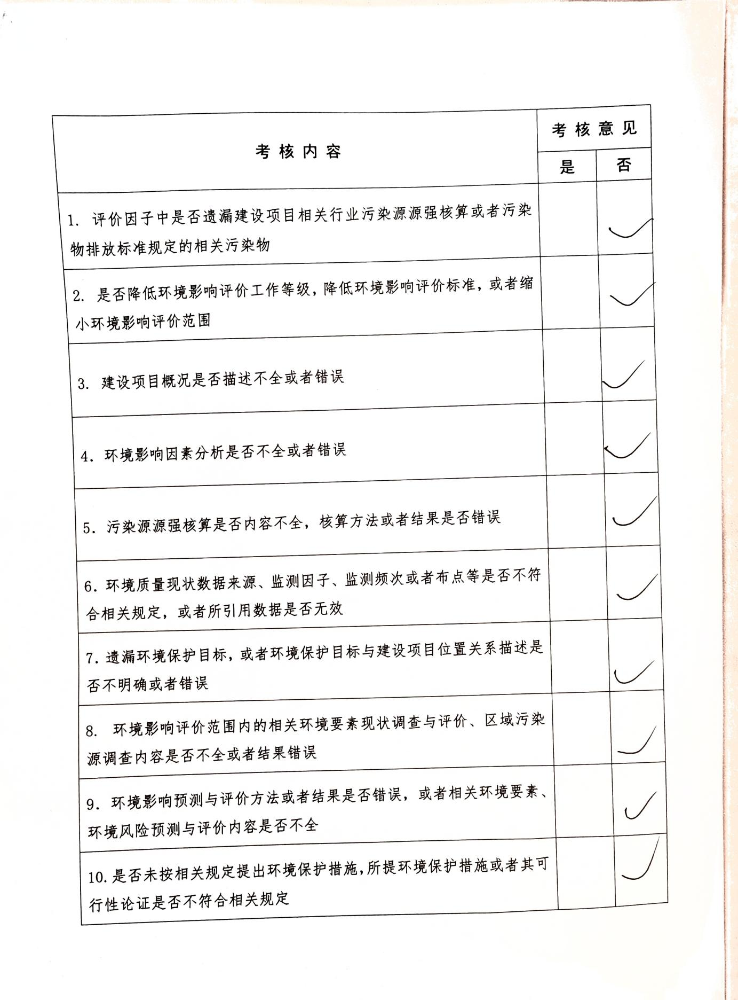 考核内容
考核意见
是
否
1. 评价因子中是否遗漏建设项目相关行业污染源源强核算或者污染
物排放标准规定的相关污染物
✓
2. 是否降低环境影响评价工作等级，降低环境影响评价标准，或者缩
小环境影响评价范围
✓
3. 建设项目概况是否描述不全或者错误
✓
4. 环境影响因素分析是否不全或者错误
✓
5. 污染源源强核算是否内容不全，核算方法或者结果是否错误
✓
6. 环境质量现状数据来源、监测因子、监测频次或者布点等是否不符
合相关规定，或者所引用数据是否无效
✓
7. 遗漏环境保护目标，或者环境保护目标与建设项目位置关系描述是
否不明确或者错误
✓
8. 环境影响评价范围内的相关环境要素现状调查与评价、区域污染
源调查内容是否不全或者结果错误
✓
9. 环境影响预测与评价方法或者结果是否错误，或者相关环境要素、
环境风险预测与评价内容是否不全
✓
10. 是否未按相关规定提出环境保护措施，所提环境保护措施或者其可
行性论证是否不符合相关规定
✓